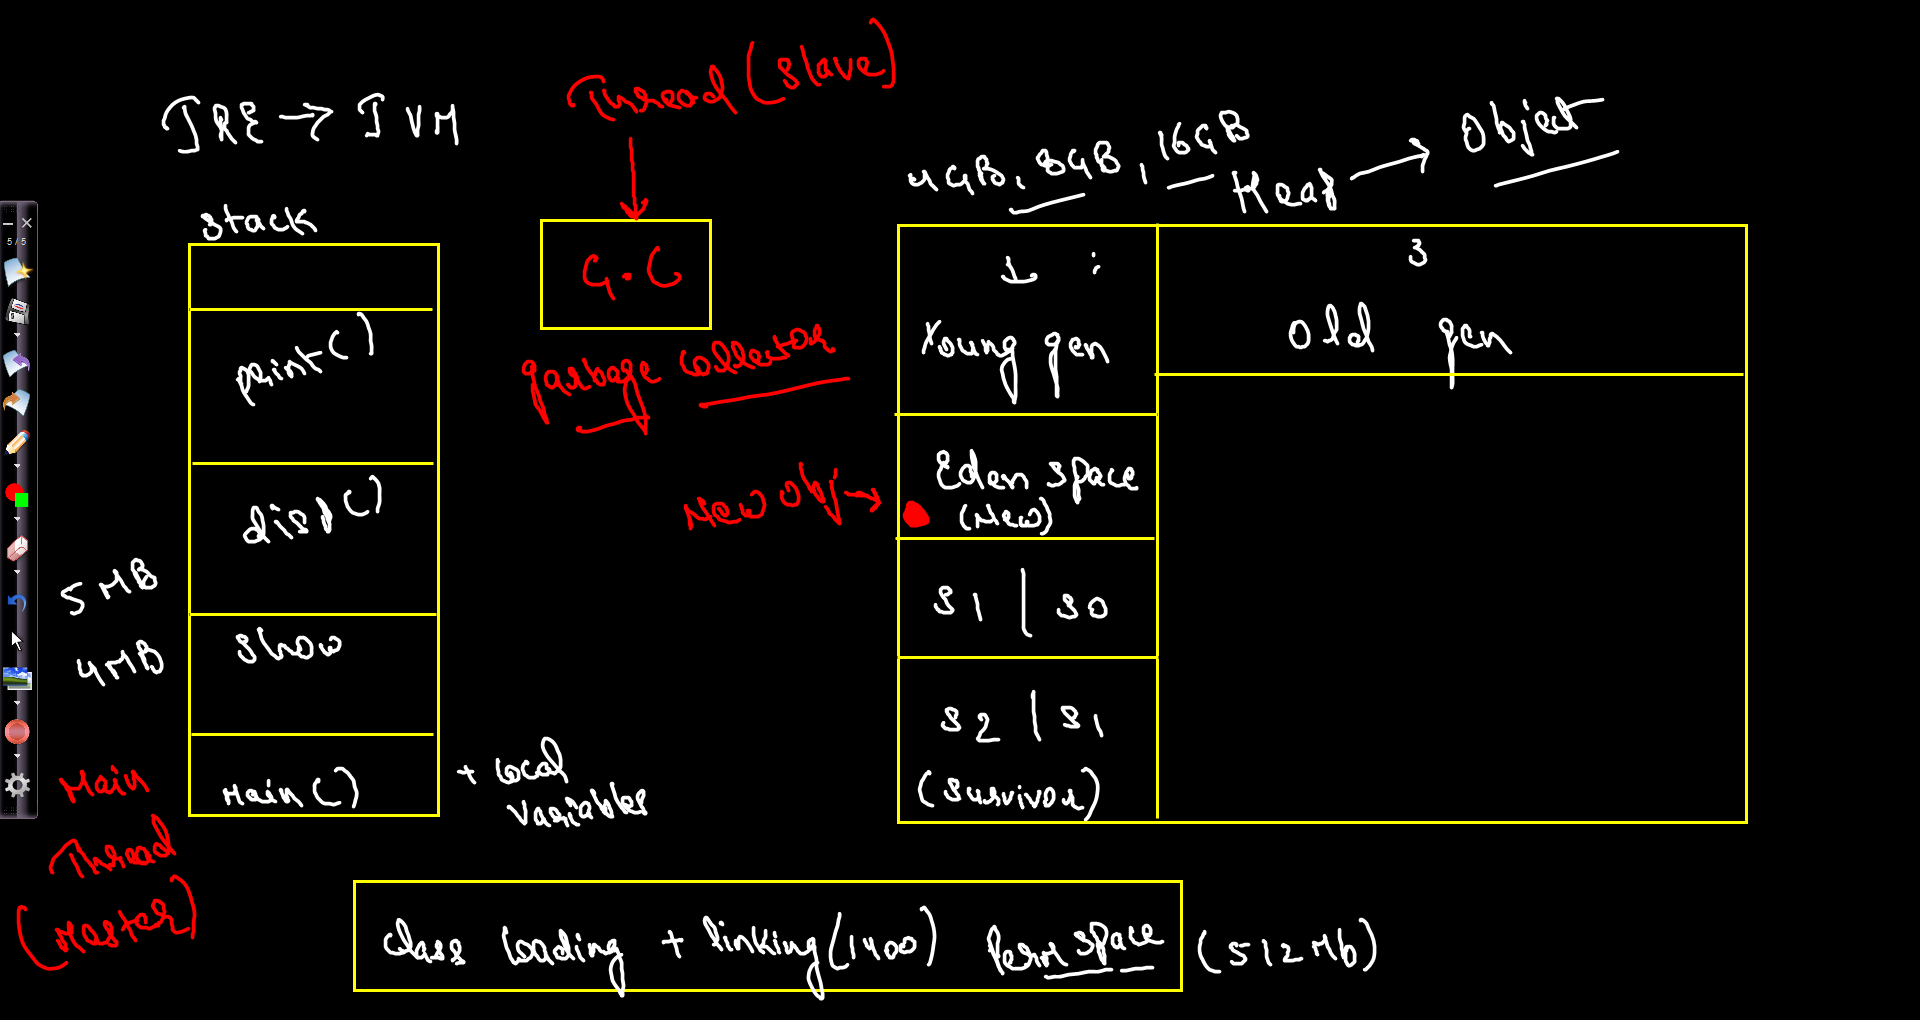 JRE → JVM
Thread (slave)
4GB, 8GB, 16GB
Heap → Object
stack
5 / 5
G.C
garbage collector
print()
disp()
show
Main()
5 MB
4MB
+ local
variables
Main
Thread
(Master)
1 :
Young gen
3
Old gen
New Obj →
Eden space
(New)
S1 | S0
S2 | S1
(survivor)
class loading + linking (1400) Perm space (512Mb)